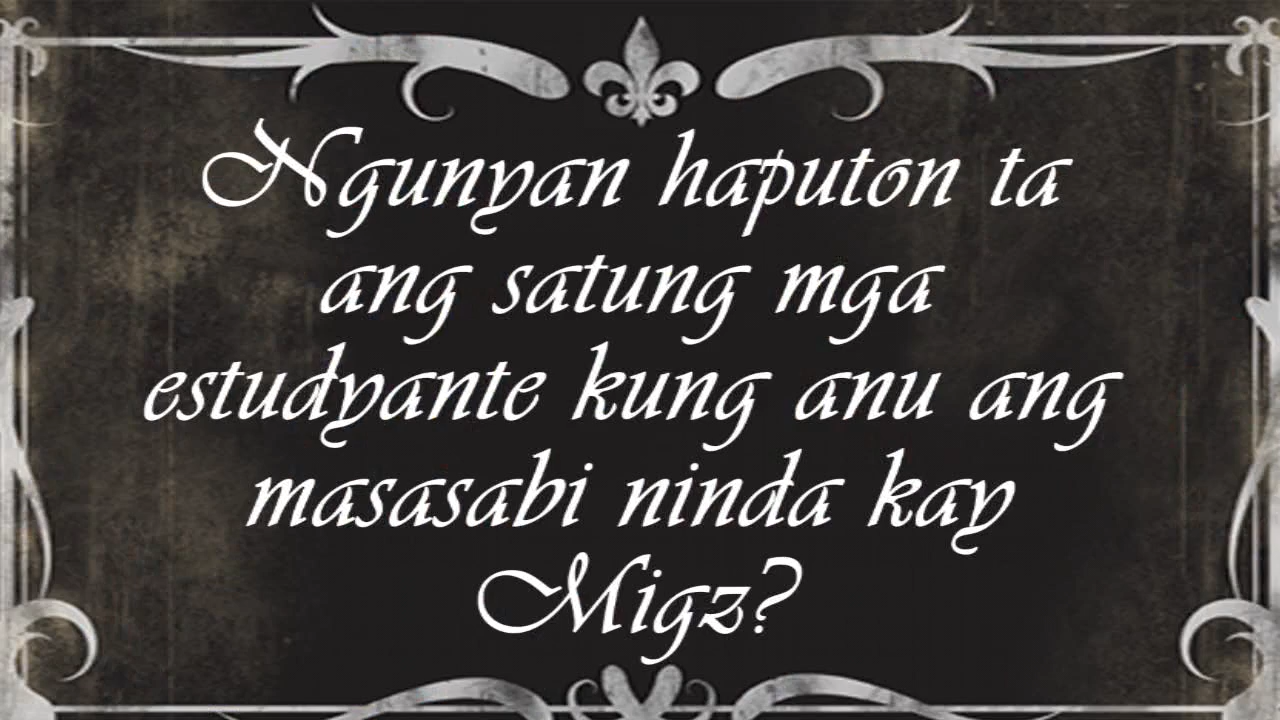 Ngunyan haputon ta
ang satung mga
estudyante kung anu ang
masasabi ninda kay
Migz?